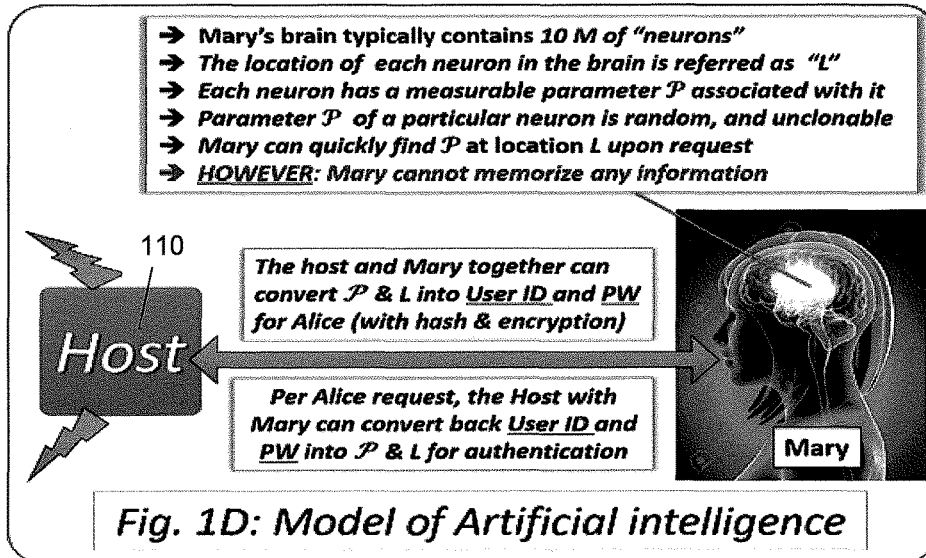 → Mary's brain typically contains 10 M of "neurons"
→ The location of each neuron in the brain is referred as "L"
→ Each neuron has a measurable parameter 𝒫 associated with it
→ Parameter 𝒫 of a particular neuron is random, and unclonable
→ Mary can quickly find 𝒫 at location L upon request
→ HOWEVER: Mary cannot memorize any information
110
Host
The host and Mary together can
convert 𝒫 & L into User ID and PW
for Alice (with hash & encryption)
Per Alice request, the Host with
Mary can convert back User ID and
PW into 𝒫 & L for authentication
Mary
Fig. 1D: Model of Artificial intelligence